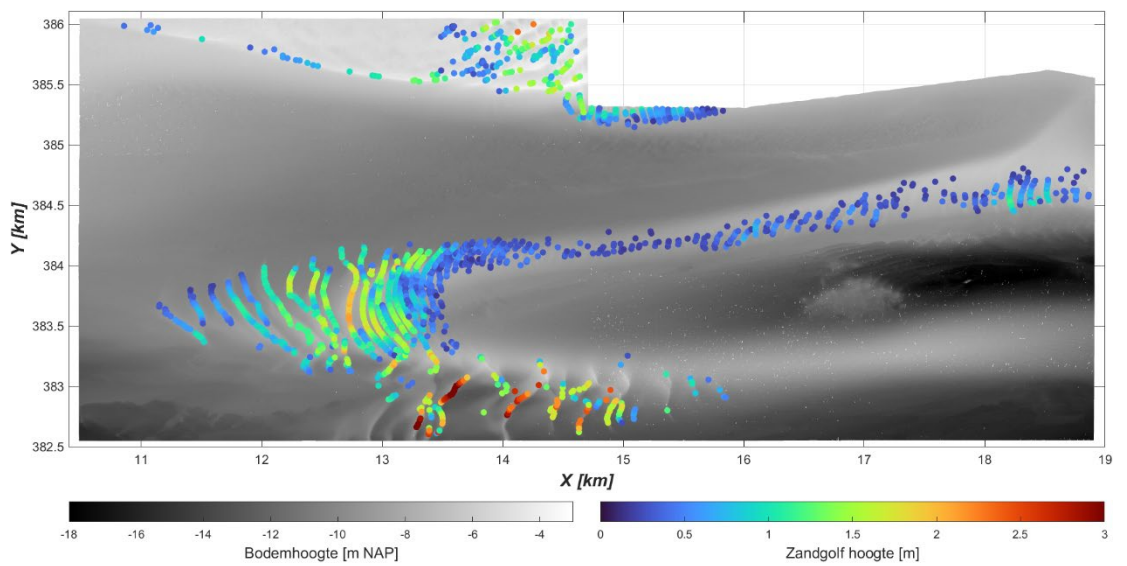 386
385.5
385
384.5
384
383.5
383
382.5
Y [km]
11 12 13 14 15 16 17 18 19
X [km]
-18 -16 -14 -12 -10 -8 -6 -4
Bodemhoogte [m NAP]
0 0.5 1 1.5 2 2.5 3
Zandgolf hoogte [m]